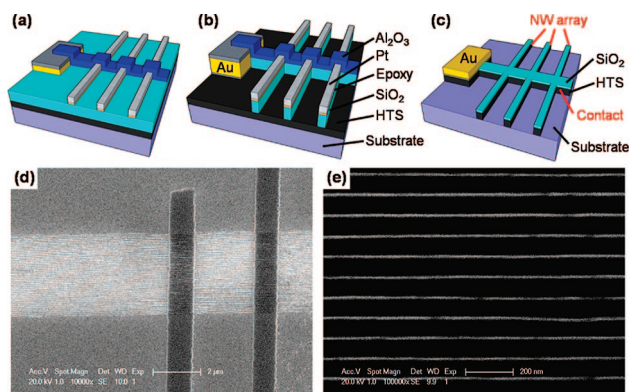 (a)
(b)
Au
Al2O3
Pt
Epoxy
SiO2
HTS
Substrate
(c)
NW array
Au
SiO2
HTS
Contact
Substrate
(d)
Acc.V Spot Magn Det WD Exp
20.0 kV 1.0 10000x SE 10.0 1
2 μm
(e)
Acc.V Spot Magn Det WD Exp
20.0 kV 1.0 100000x SE 9.9 1
200 nm